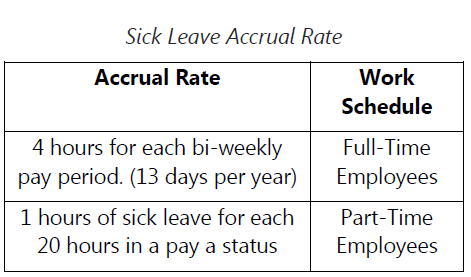 Sick Leave Accrual Rate
Accrual Rate
Work
Schedule
4 hours for each bi-weekly
pay period. (13 days per year)
Full-Time
Employees
1 hours of sick leave for each
20 hours in a pay a status
Part-Time
Employees